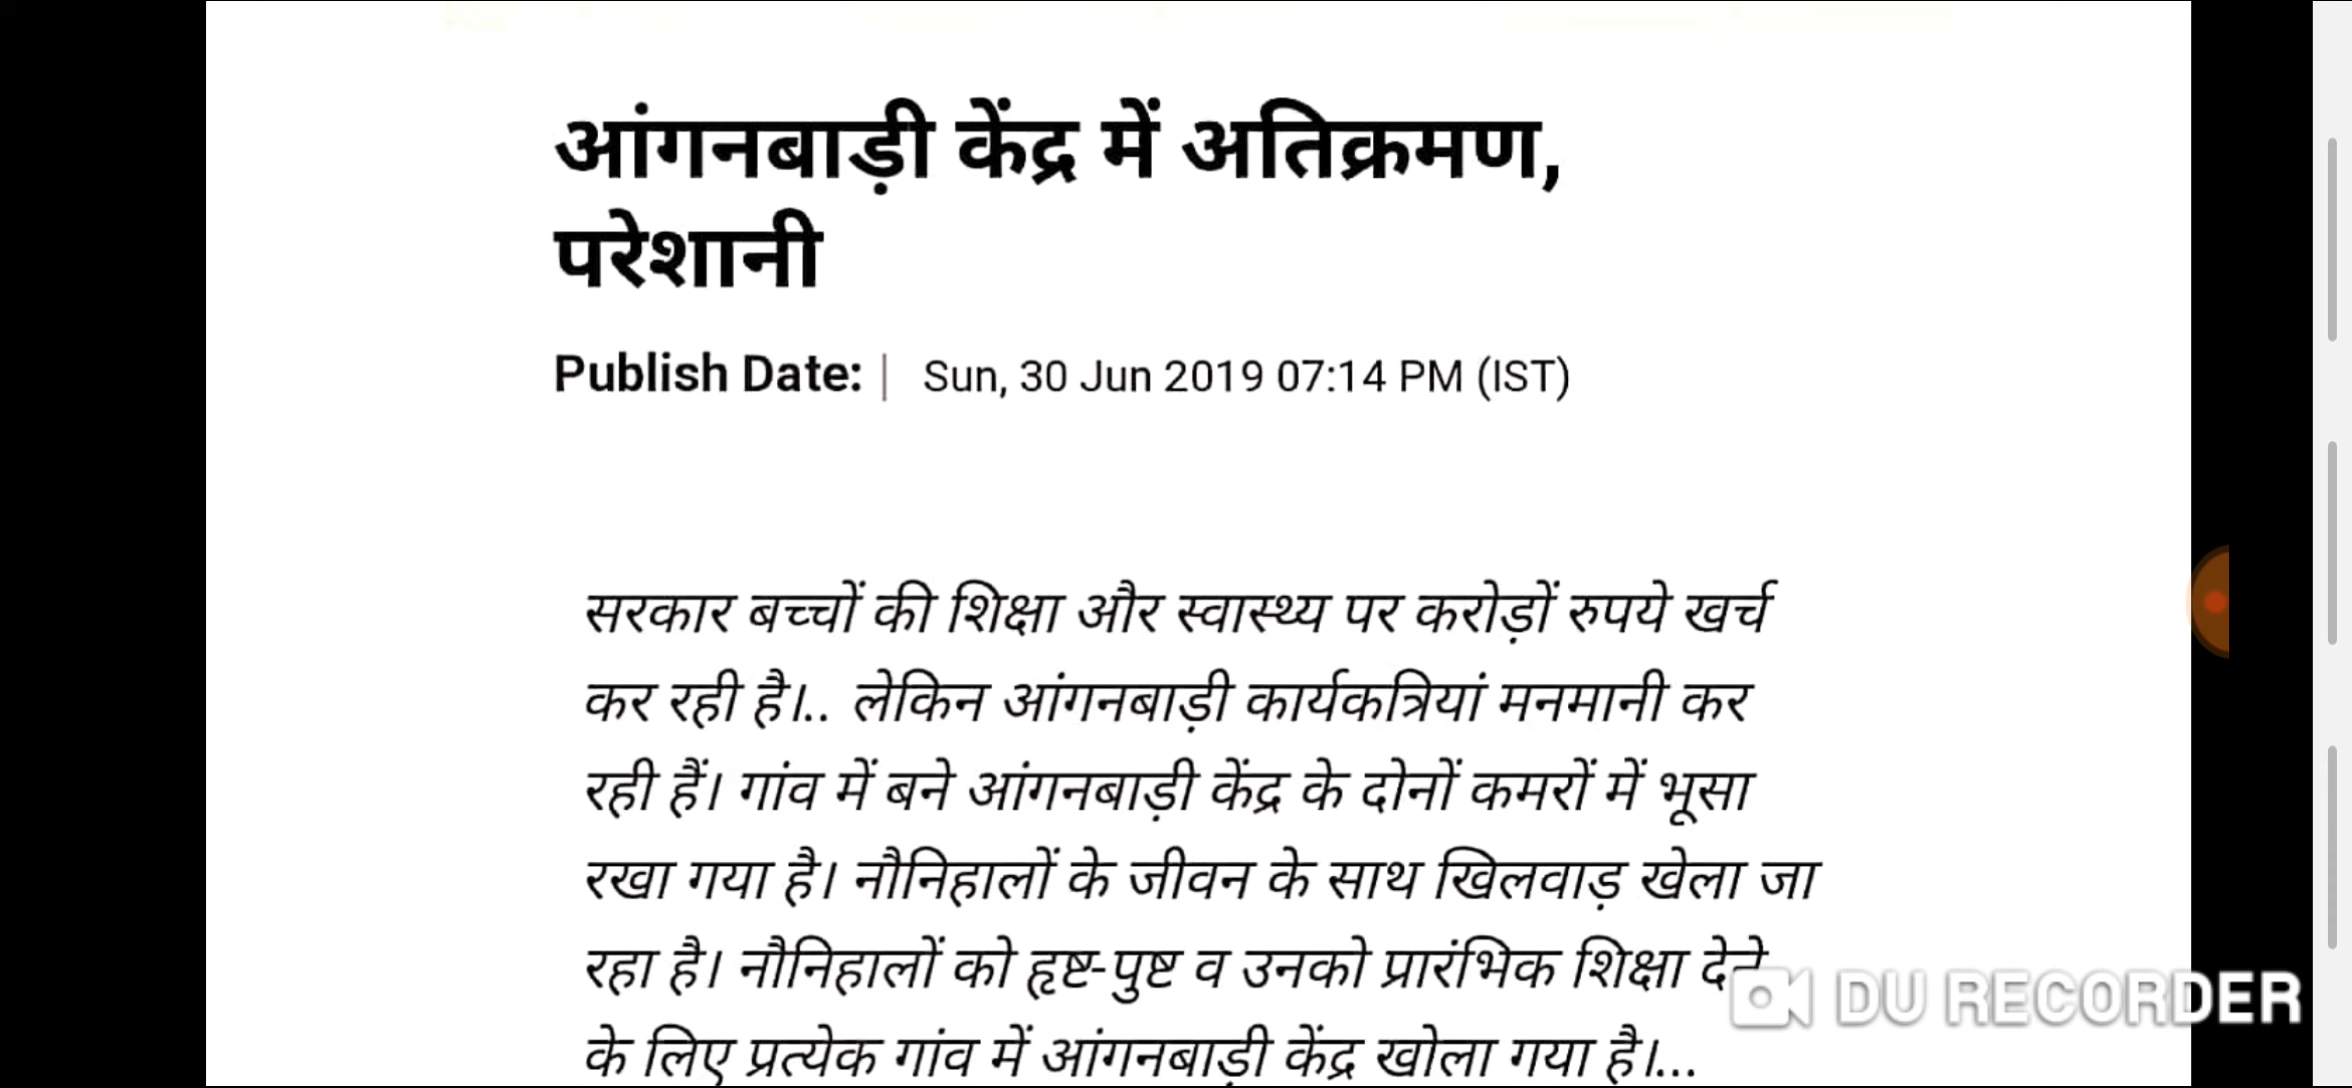 आंगनबाड़ी केंद्र में अतिक्रमण,
परेशानी
Publish Date: | Sun, 30 Jun 2019 07:14 PM (IST)
सरकार बच्चों की शिक्षा और स्वास्थ्य पर करोड़ों रुपये खर्च
कर रही है।.. लेकिन आंगनबाड़ी कार्यकत्रियां मनमानी कर
रही हैं। गांव में बने आंगनबाड़ी केंद्र के दोनों कमरों में भूसा
रखा गया है। नौनिहालों के जीवन के साथ खिलवाड़ खेला जा
रहा है। नौनिहालों को हृष्ट-पुष्ट व उनको प्रारंभिक शिक्षा देने
DU RECORDER
के लिए प्रत्येक गांव में आंगनबाड़ी केंद्र खोला गया है।...